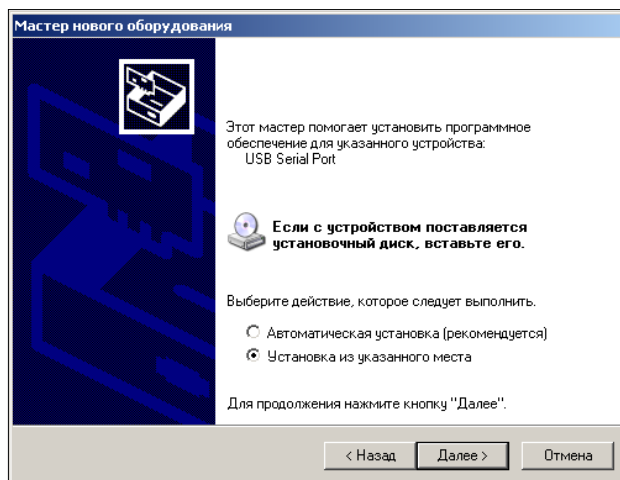 Мастер нового оборудования
Этот мастер помогает установить программное
обеспечение для указанного устройства:
USB Serial Port
Если с устройством поставляется
установочный диск, вставьте его.
Выберите действие, которое следует выполнить.
Автоматическая установка (рекомендуется)
Установка из указанного места
Для продолжения нажмите кнопку "Далее".
< Назад
Далее >
Отмена